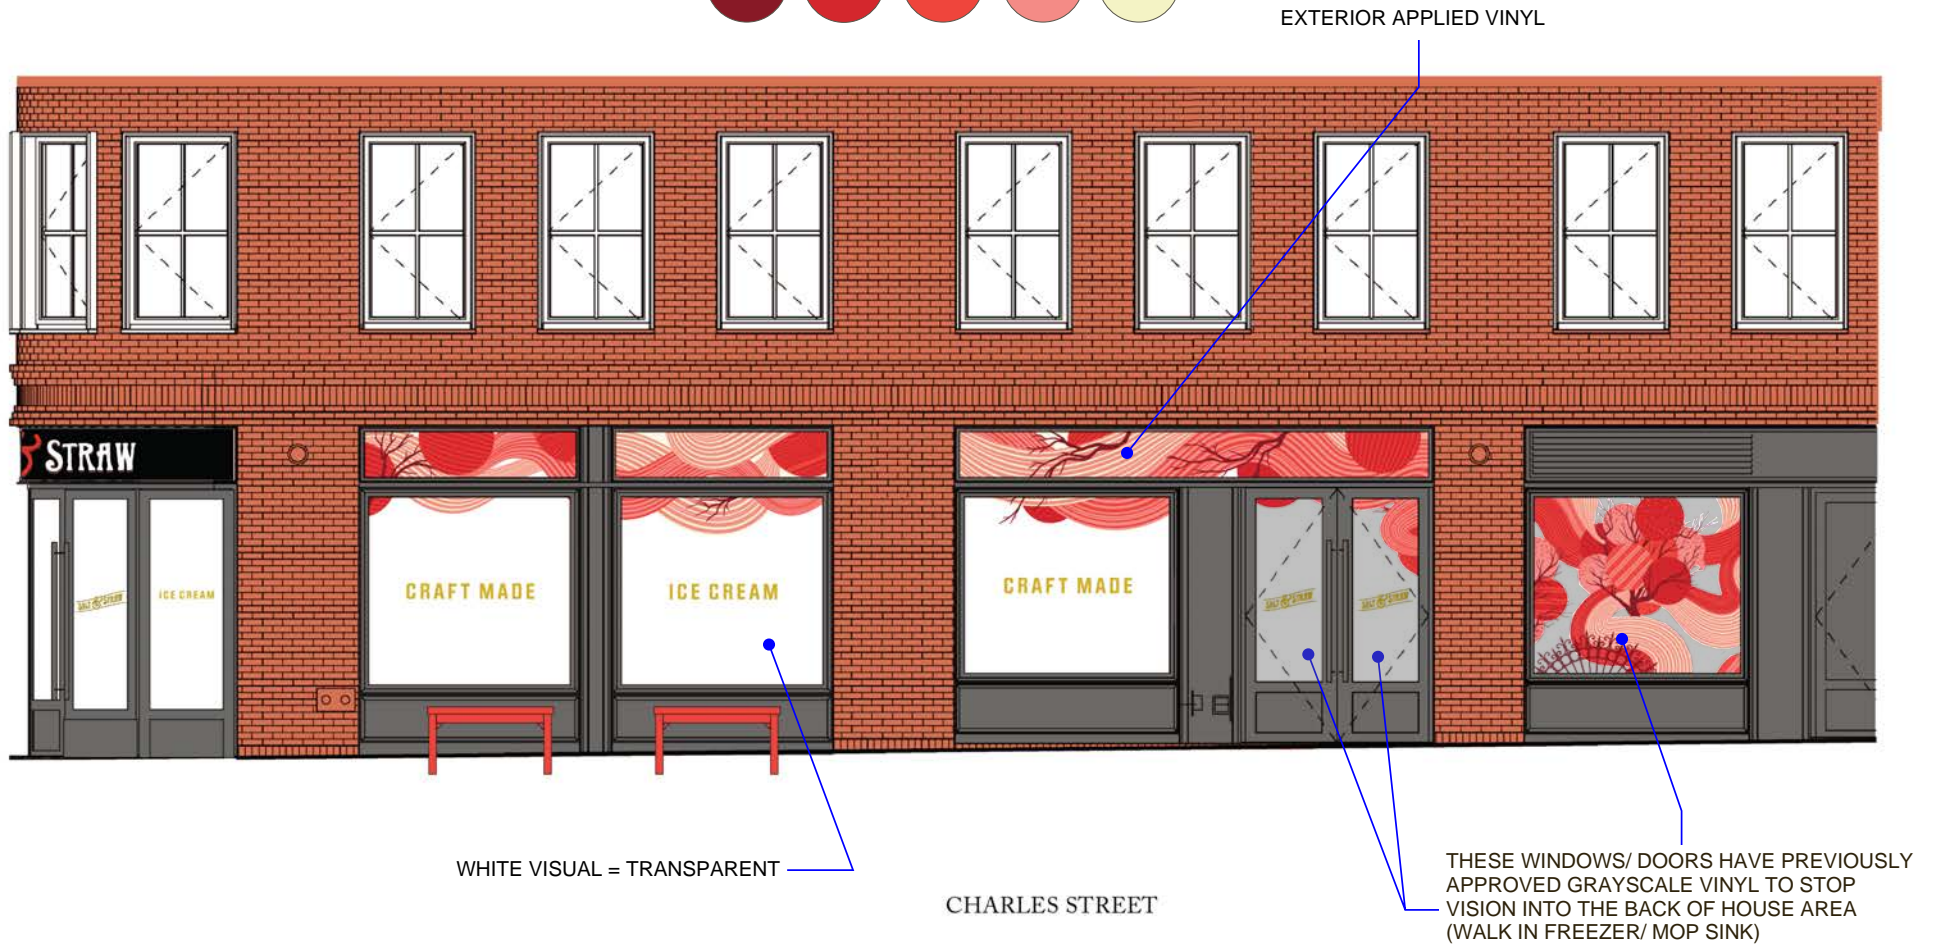 EXTERIOR APPLIED VINYL
STRAW
ICE CREAM
CRAFT MADE
ICE CREAM
CRAFT MADE
WHITE VISUAL = TRANSPARENT
CHARLES STREET
THESE WINDOWS/ DOORS HAVE PREVIOUSLY
APPROVED GRAYSCALE VINYL TO STOP
VISION INTO THE BACK OF HOUSE AREA
(WALK IN FREEZER/ MOP SINK)